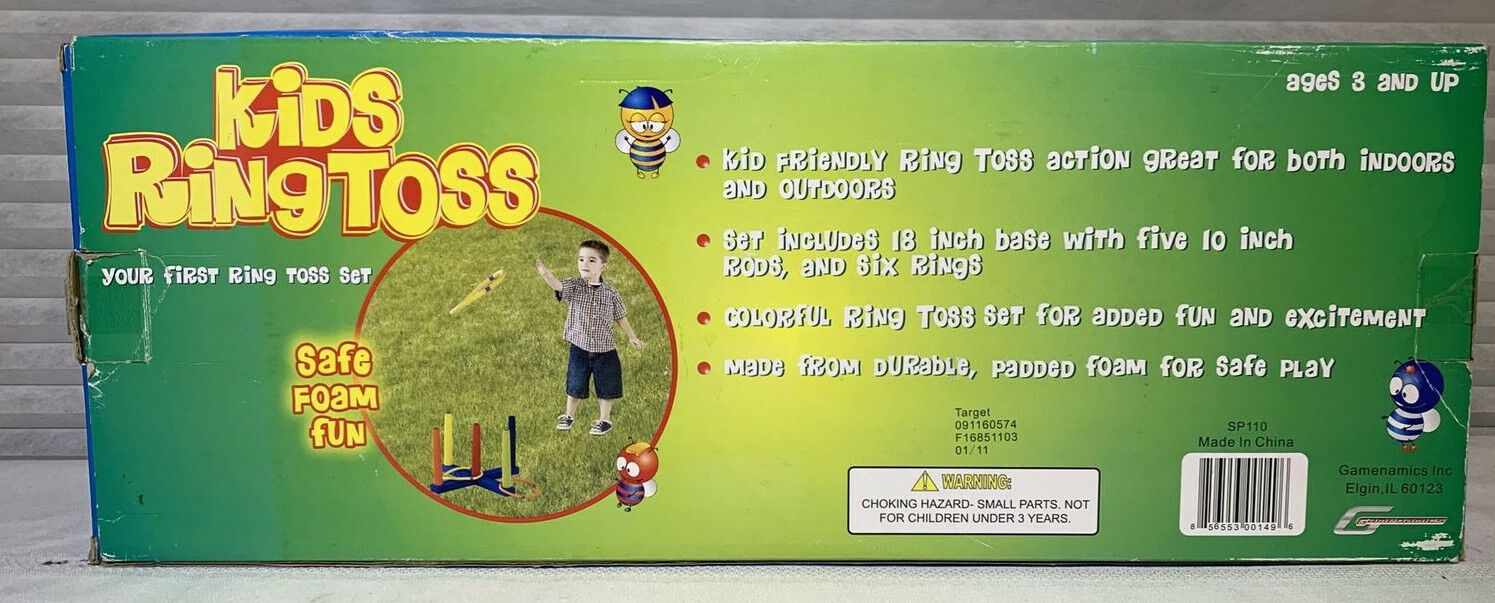 KiDS
RiNgTOSS
YOUR fiRST RiNg TOSS SeT
Safe
FOaM
fUN
ageS 3 aND UP
• KiD FRieNDLY RiNg TOSS aCTiON gReaT FOR BOTH iNDOORS
aND OUTDOORS
• SeT iNCLUDeS 18 iNCH BaSe WiTH fiVe 10 iNCH
RODS, aND SiX RiNgS
• COLORFUL RiNg TOSS SeT FOR aDDeD FUN aND eXCiTeMeNT
• MaDe FROM DURaBLe, PaDDeD FOaM FOR Safe PLaY
Target
091160574
F16851103
01/11
⚠ WARNING:
CHOKING HAZARD- SMALL PARTS. NOT
FOR CHILDREN UNDER 3 YEARS.
SP110
Made In China
8 56553 00149 6
Gamenamics Inc
Elgin,IL 60123
Gamenamics